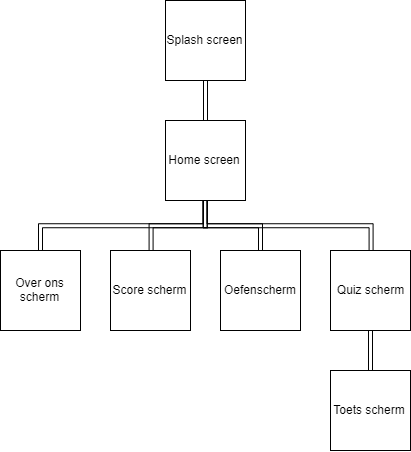 Splash screen
Home screen
Over ons
scherm
Score scherm
Oefenscherm
Quiz scherm
Toets scherm